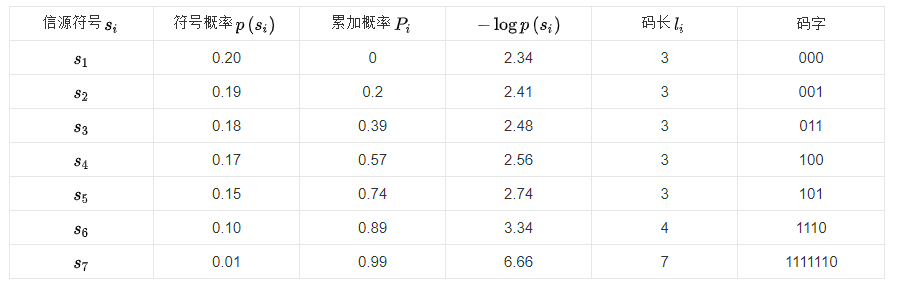 信源符号 s_i 符号概率 p (s_i) 累加概率 P_i − log p (s_i) 码长 l_i 码字
s_1 0.20 0 2.34 3 000
s_2 0.19 0.2 2.41 3 001
s_3 0.18 0.39 2.48 3 011
s_4 0.17 0.57 2.56 3 100
s_5 0.15 0.74 2.74 3 101
s_6 0.10 0.89 3.34 4 1110
s_7 0.01 0.99 6.66 7 1111110